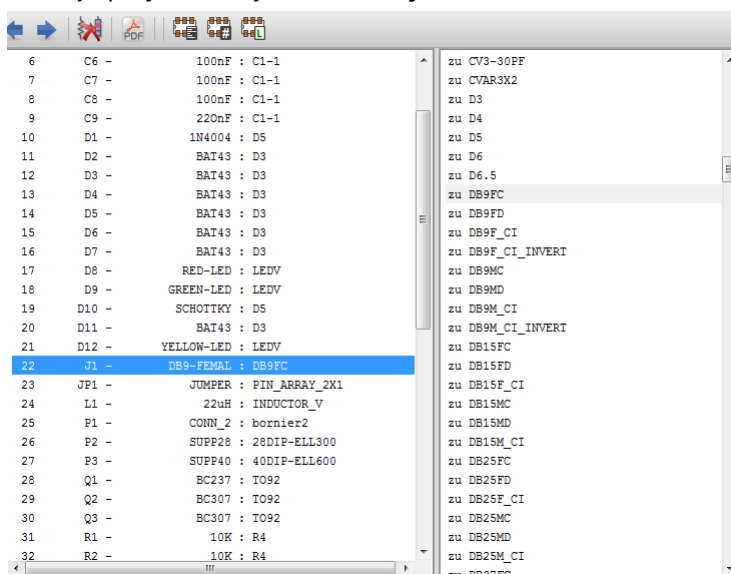 PDF
6 C6 - 100nF : C1-1
7 C7 - 100nF : C1-1
8 C8 - 100nF : C1-1
9 C9 - 220nF : C1-1
10 D1 - 1N4004 : D5
11 D2 - BAT43 : D3
12 D3 - BAT43 : D3
13 D4 - BAT43 : D3
14 D5 - BAT43 : D3
15 D6 - BAT43 : D3
16 D7 - BAT43 : D3
17 D8 - RED-LED : LEDV
18 D9 - GREEN-LED : LEDV
19 D10 - SCHOTTKY : D5
20 D11 - BAT43 : D3
21 D12 - YELLOW-LED : LEDV
22 J1 - DB9-FEMAL : DB9FC
23 JP1 - JUMPER : PIN_ARRAY_2X1
24 L1 - 22uH : INDUCTOR_V
25 P1 - CONN_2 : bornier2
26 P2 - SUPP28 : 28DIP-ELL300
27 P3 - SUPP40 : 40DIP-ELL600
28 Q1 - BC237 : TO92
29 Q2 - BC307 : TO92
30 Q3 - BC307 : TO92
31 R1 - 10K : R4
32 R2 - 10K : R4
zu CV3-30PF
zu CVAR3X2
zu D3
zu D4
zu D5
zu D6
zu D6.5
zu DB9FC
zu DB9FD
zu DB9F_CI
zu DB9F_CI_INVERT
zu DB9MC
zu DB9MD
zu DB9M_CI
zu DB9M_CI_INVERT
zu DB15FC
zu DB15FD
zu DB15F_CI
zu DB15MC
zu DB15MD
zu DB15M_CI
zu DB25FC
zu DB25FD
zu DB25F_CI
zu DB25MC
zu DB25MD
zu DB25M_CI